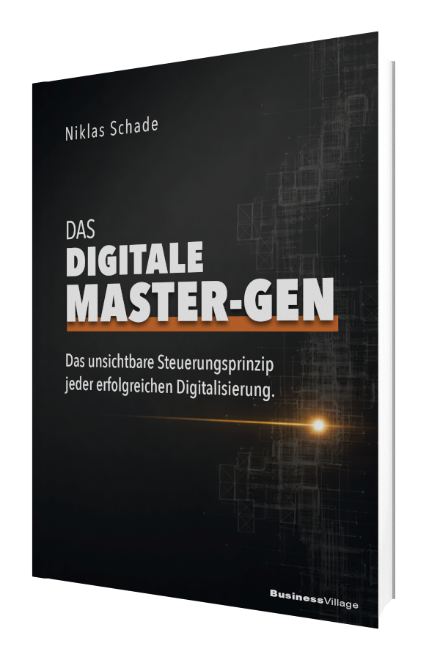 Niklas Schade
DAS
DIGITALE
MASTER-GEN
Das unsichtbare Steuerungsprinzip
jeder erfolgreichen Digitalisierung.
BusinessVillage